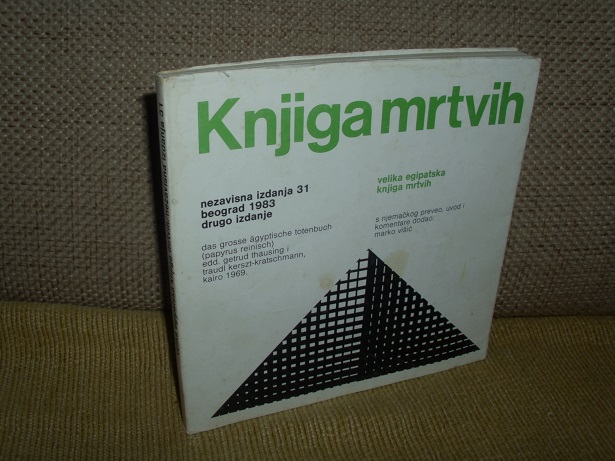 Knjiga mrtvih
nezavisna izdanja 31
beograd 1983
drugo izdanje
das grosse ägyptische totenbuch
(papyrus reinisch)
edd. getrud thausing i
traudl kerszt-kratschmann,
kairo 1969.
velika egipatska
knjiga mrtvih
s njemačkog preveo, uvod i
komentare dodao:
marko višić